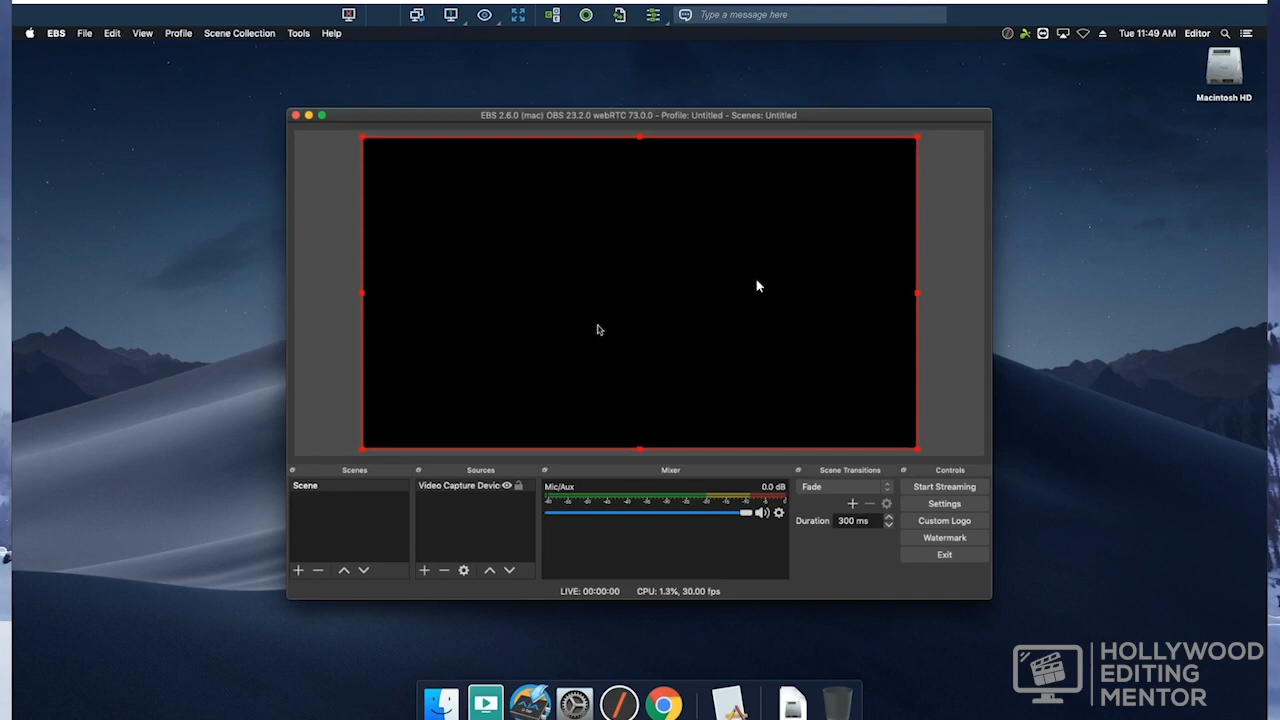 Type a message here
EBS File Edit View Profile Scene Collection Tools Help
Tue 11:49 AM Editor
Macintosh HD
EBS 2.6.0 (mac) OBS 23.2.0 webRTC 73.0.0 - Profile: Untitled - Scenes: Untitled
Scenes Sources Mixer Scene Transitions Controls
Scene
Video Capture Devic
Mic/Aux 0.0 dB
Fade
Duration 300 ms
Start Streaming
Settings
Custom Logo
Watermark
Exit
LIVE: 00:00:00 CPU: 1.3%, 30.00 fps
HOLLYWOOD
EDITING
MENTOR